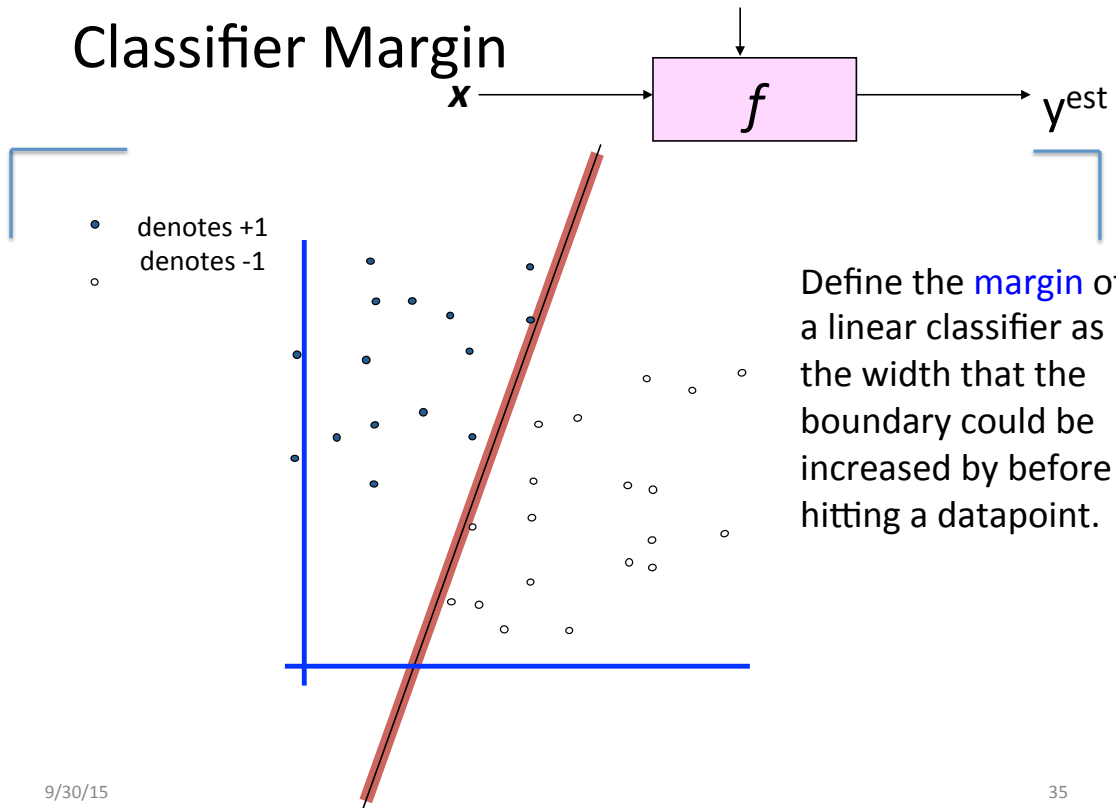 Classifier Margin
x
f
y^est
denotes +1
denotes -1
Define the margin of
a linear classifier as
the width that the
boundary could be
increased by before
hitting a datapoint.
9/30/15
35